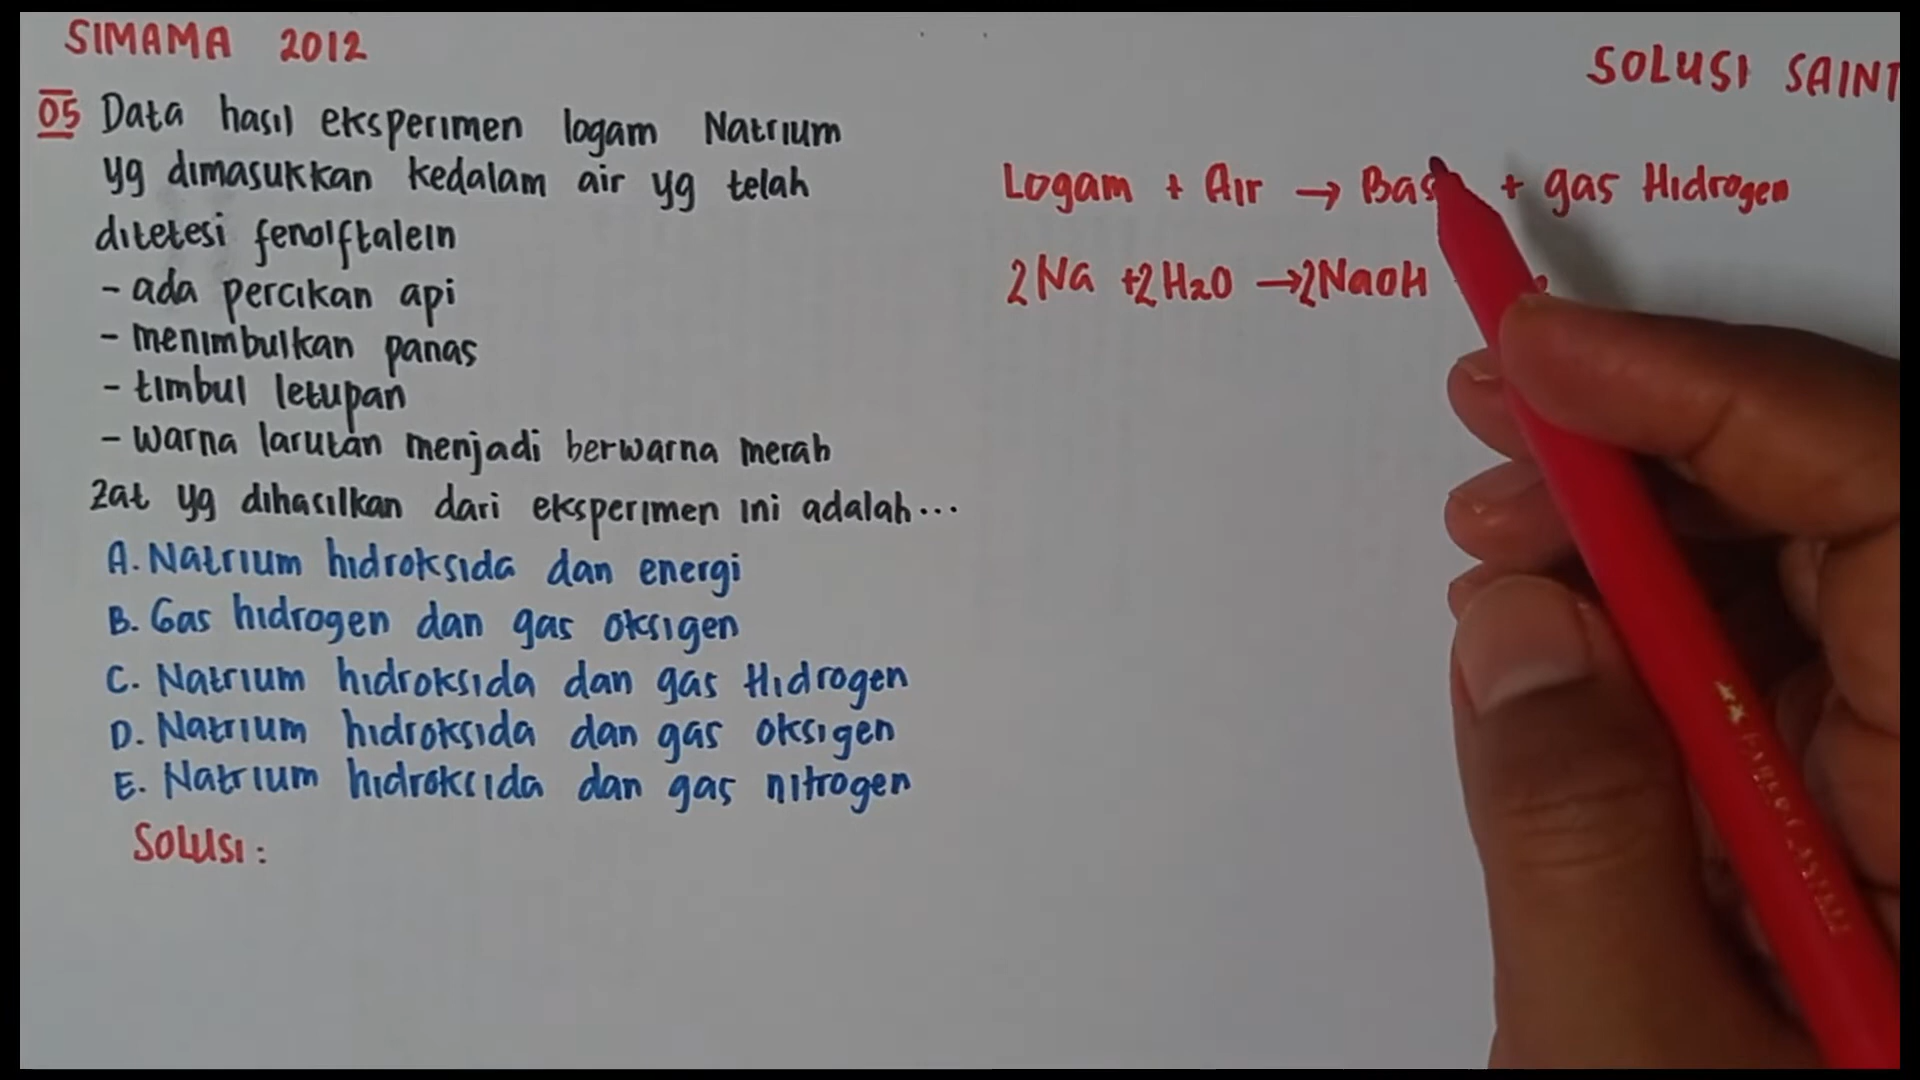 SIMAMA 2012
SOLUSI SAINT
05 Data hasil eksperimen logam Natrium
yg dimasukkan kedalam air yg telah
ditetesi fenolftalein
- ada percikan api
- menimbulkan panas
- timbul letupan
- warna larutan menjadi berwarna merah
zat yg dihasilkan dari eksperimen ini adalah...
A. Natrium hidroksida dan energi
B. Gas hidrogen dan gas oksigen
C. Natrium hidroksida dan gas Hidrogen
D. Natrium hidroksida dan gas oksigen
E. Natrium hidroksida dan gas nitrogen
Solusi:
Logam + Air → Bas + gas Hidrogen
2Na +2H2O →2NaOH